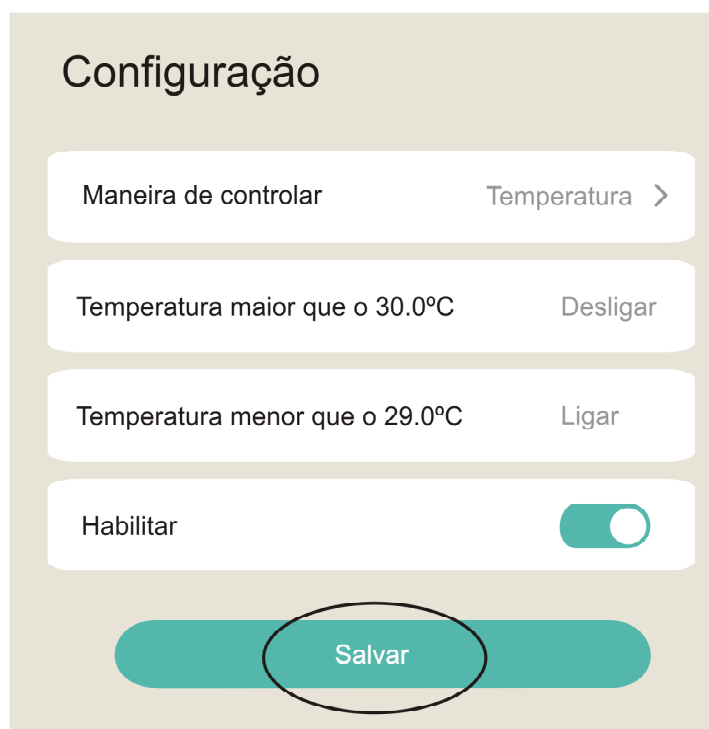 Configuração
Maneira de controlar Temperatura
Temperatura maior que o 30.0ºC Desligar
Temperatura menor que o 29.0ºC Ligar
Habilitar
Salvar